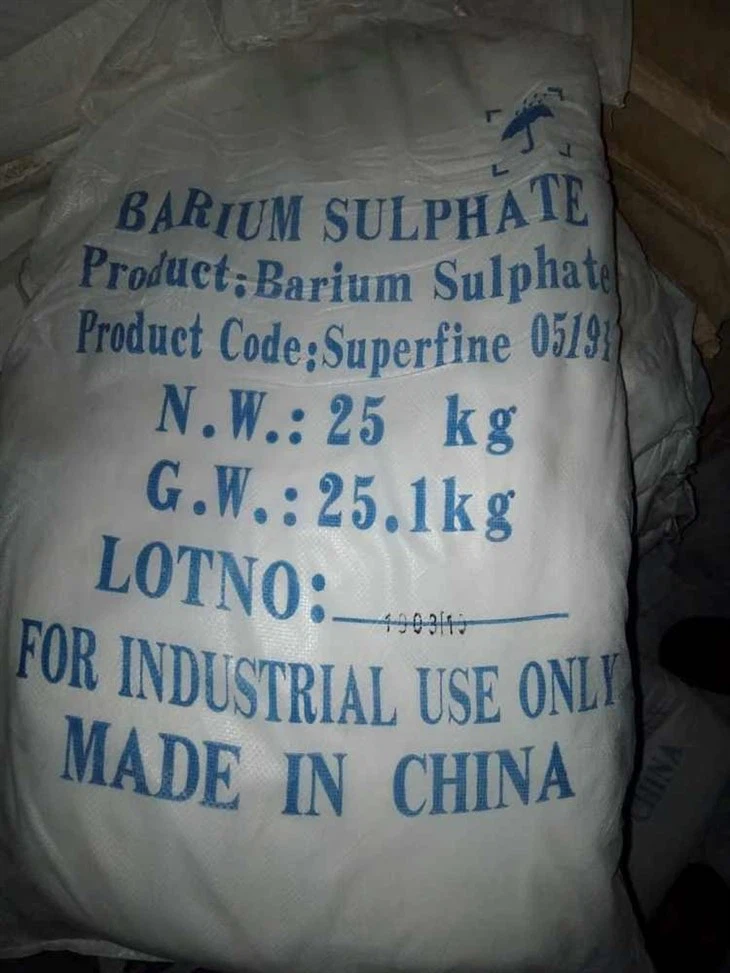 BARIUM SULPHATE
Product:Barium Sulphate
Product Code:Superfine
N.W.: 25 kg
G.W.: 25.1kg
LOTNO:
FOR INDUSTRIAL USE ONLY
MADE IN CHINA
CHINA